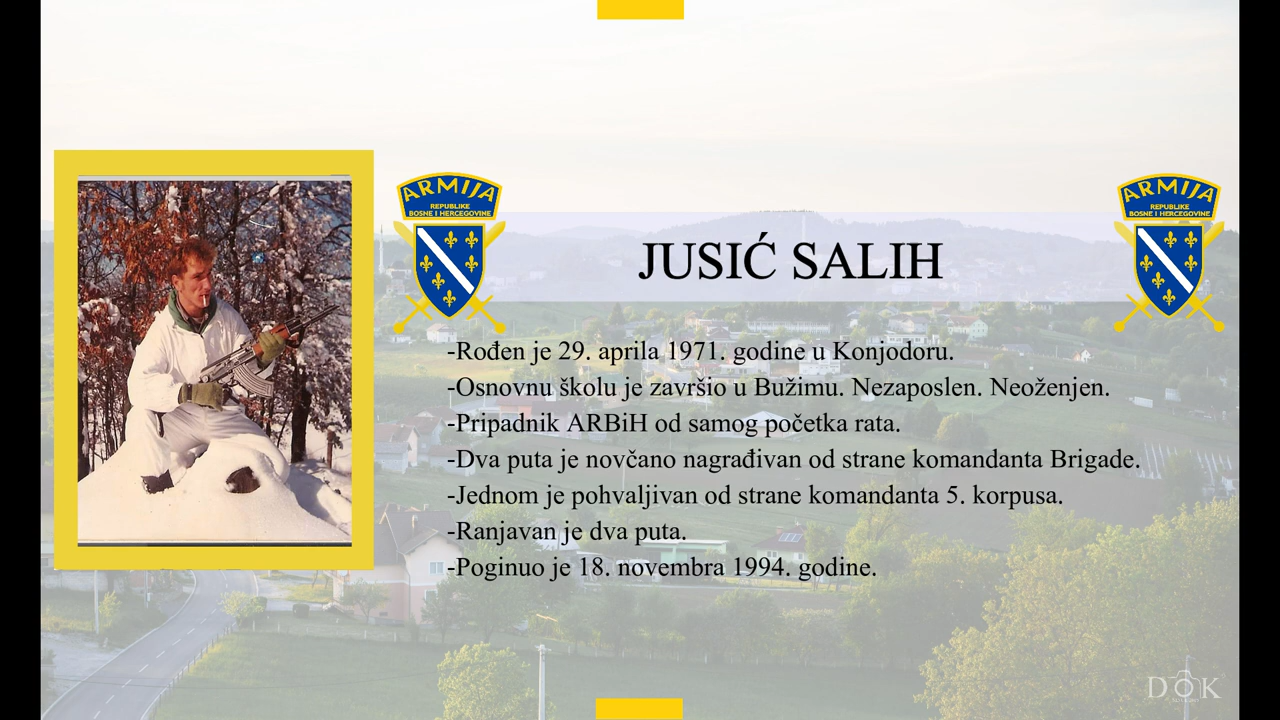 ARMIJA
REPUBLIKE
BOSNE I HERCEGOVINE
ARMIJA
REPUBLIKE
BOSNE I HERCEGOVINE
JUSIĆ SALIH
-Rođen je 29. aprila 1971. godine u Konjodoru.
-Osnovnu školu je završio u Bužimu. Nezaposlen. Neoženjen.
-Pripadnik ARBiH od samog početka rata.
-Dva puta je novčano nagrađivan od strane komandanta Brigade.
-Jednom je pohvaljivan od strane komandanta 5. korpusa.
-Ranjavan je dva puta.
-Poginuo je 18. novembra 1994. godine.
DOK